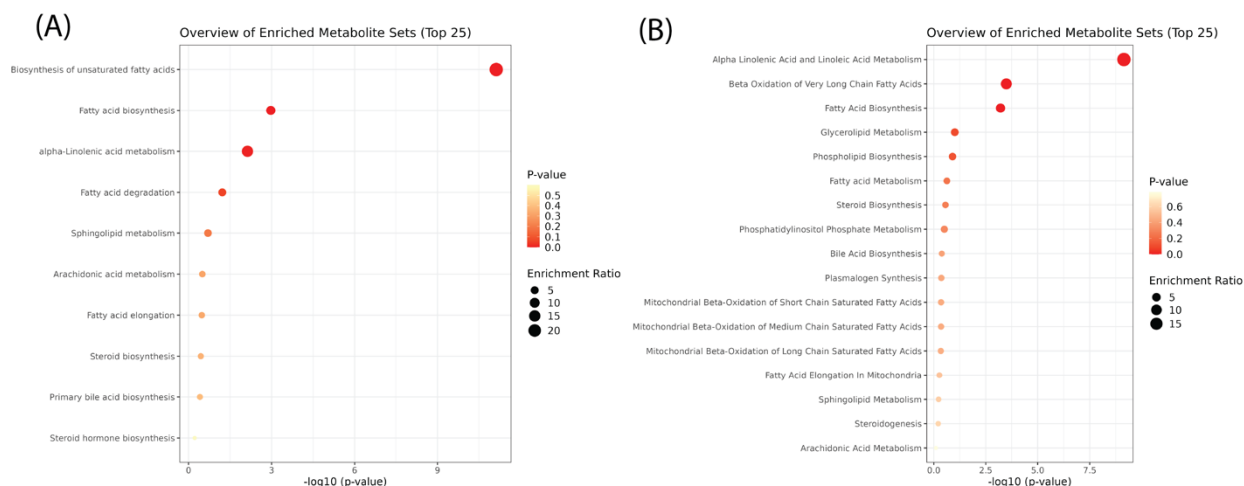 (A)
Overview of Enriched Metabolite Sets (Top 25)
Biosynthesis of unsaturated fatty acids
Fatty acid biosynthesis
alpha-Linolenic acid metabolism
Fatty acid degradation
Sphingolipid metabolism
Arachidonic acid metabolism
Fatty acid elongation
Steroid biosynthesis
Primary bile acid biosynthesis
Steroid hormone biosynthesis
0 3 6 9
-log10 (p-value)
P-value
0.5
0.4
0.3
0.2
0.1
0.0
Enrichment Ratio
5
10
15
20
(B)
Overview of Enriched Metabolite Sets (Top 25)
Alpha Linolenic Acid and Linoleic Acid Metabolism
Beta Oxidation of Very Long Chain Fatty Acids
Fatty Acid Biosynthesis
Glycerolipid Metabolism
Phospholipid Biosynthesis
Fatty acid Metabolism
Steroid Biosynthesis
Phosphatidylinositol Phosphate Metabolism
Bile Acid Biosynthesis
Plasmalogen Synthesis
Mitochondrial Beta-Oxidation of Short Chain Saturated Fatty Acids
Mitochondrial Beta-Oxidation of Medium Chain Saturated Fatty Acids
Mitochondrial Beta-Oxidation of Long Chain Saturated Fatty Acids
Fatty Acid Elongation In Mitochondria
Sphingolipid Metabolism
Steroidogenesis
Arachidonic Acid Metabolism
0.0 2.5 5.0 7.5
-log10 (p-value)
P-value
0.6
0.4
0.2
0.0
Enrichment Ratio
5
10
15